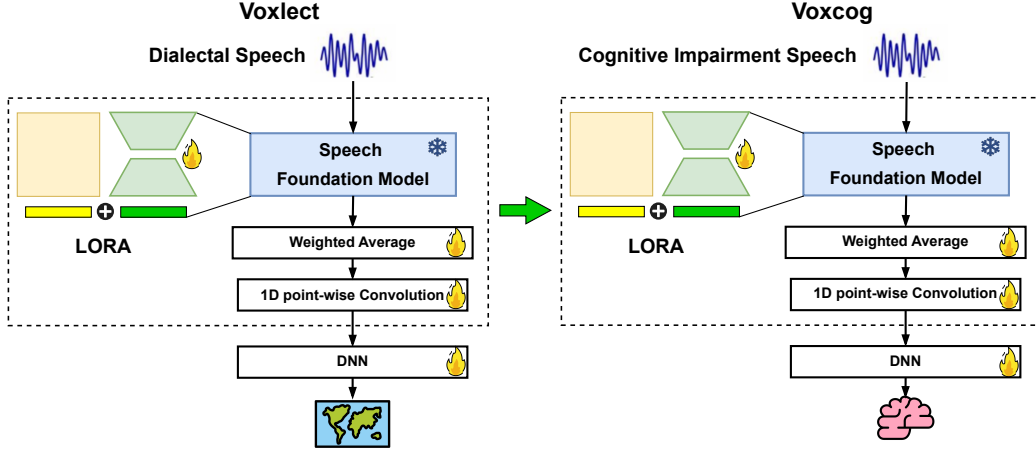 Voxlect
Dialectal Speech
Speech
Foundation Model
LORA
Weighted Average
1D point-wise Convolution
DNN
Voxcog
Cognitive Impairment Speech
Speech
Foundation Model
LORA
Weighted Average
1D point-wise Convolution
DNN